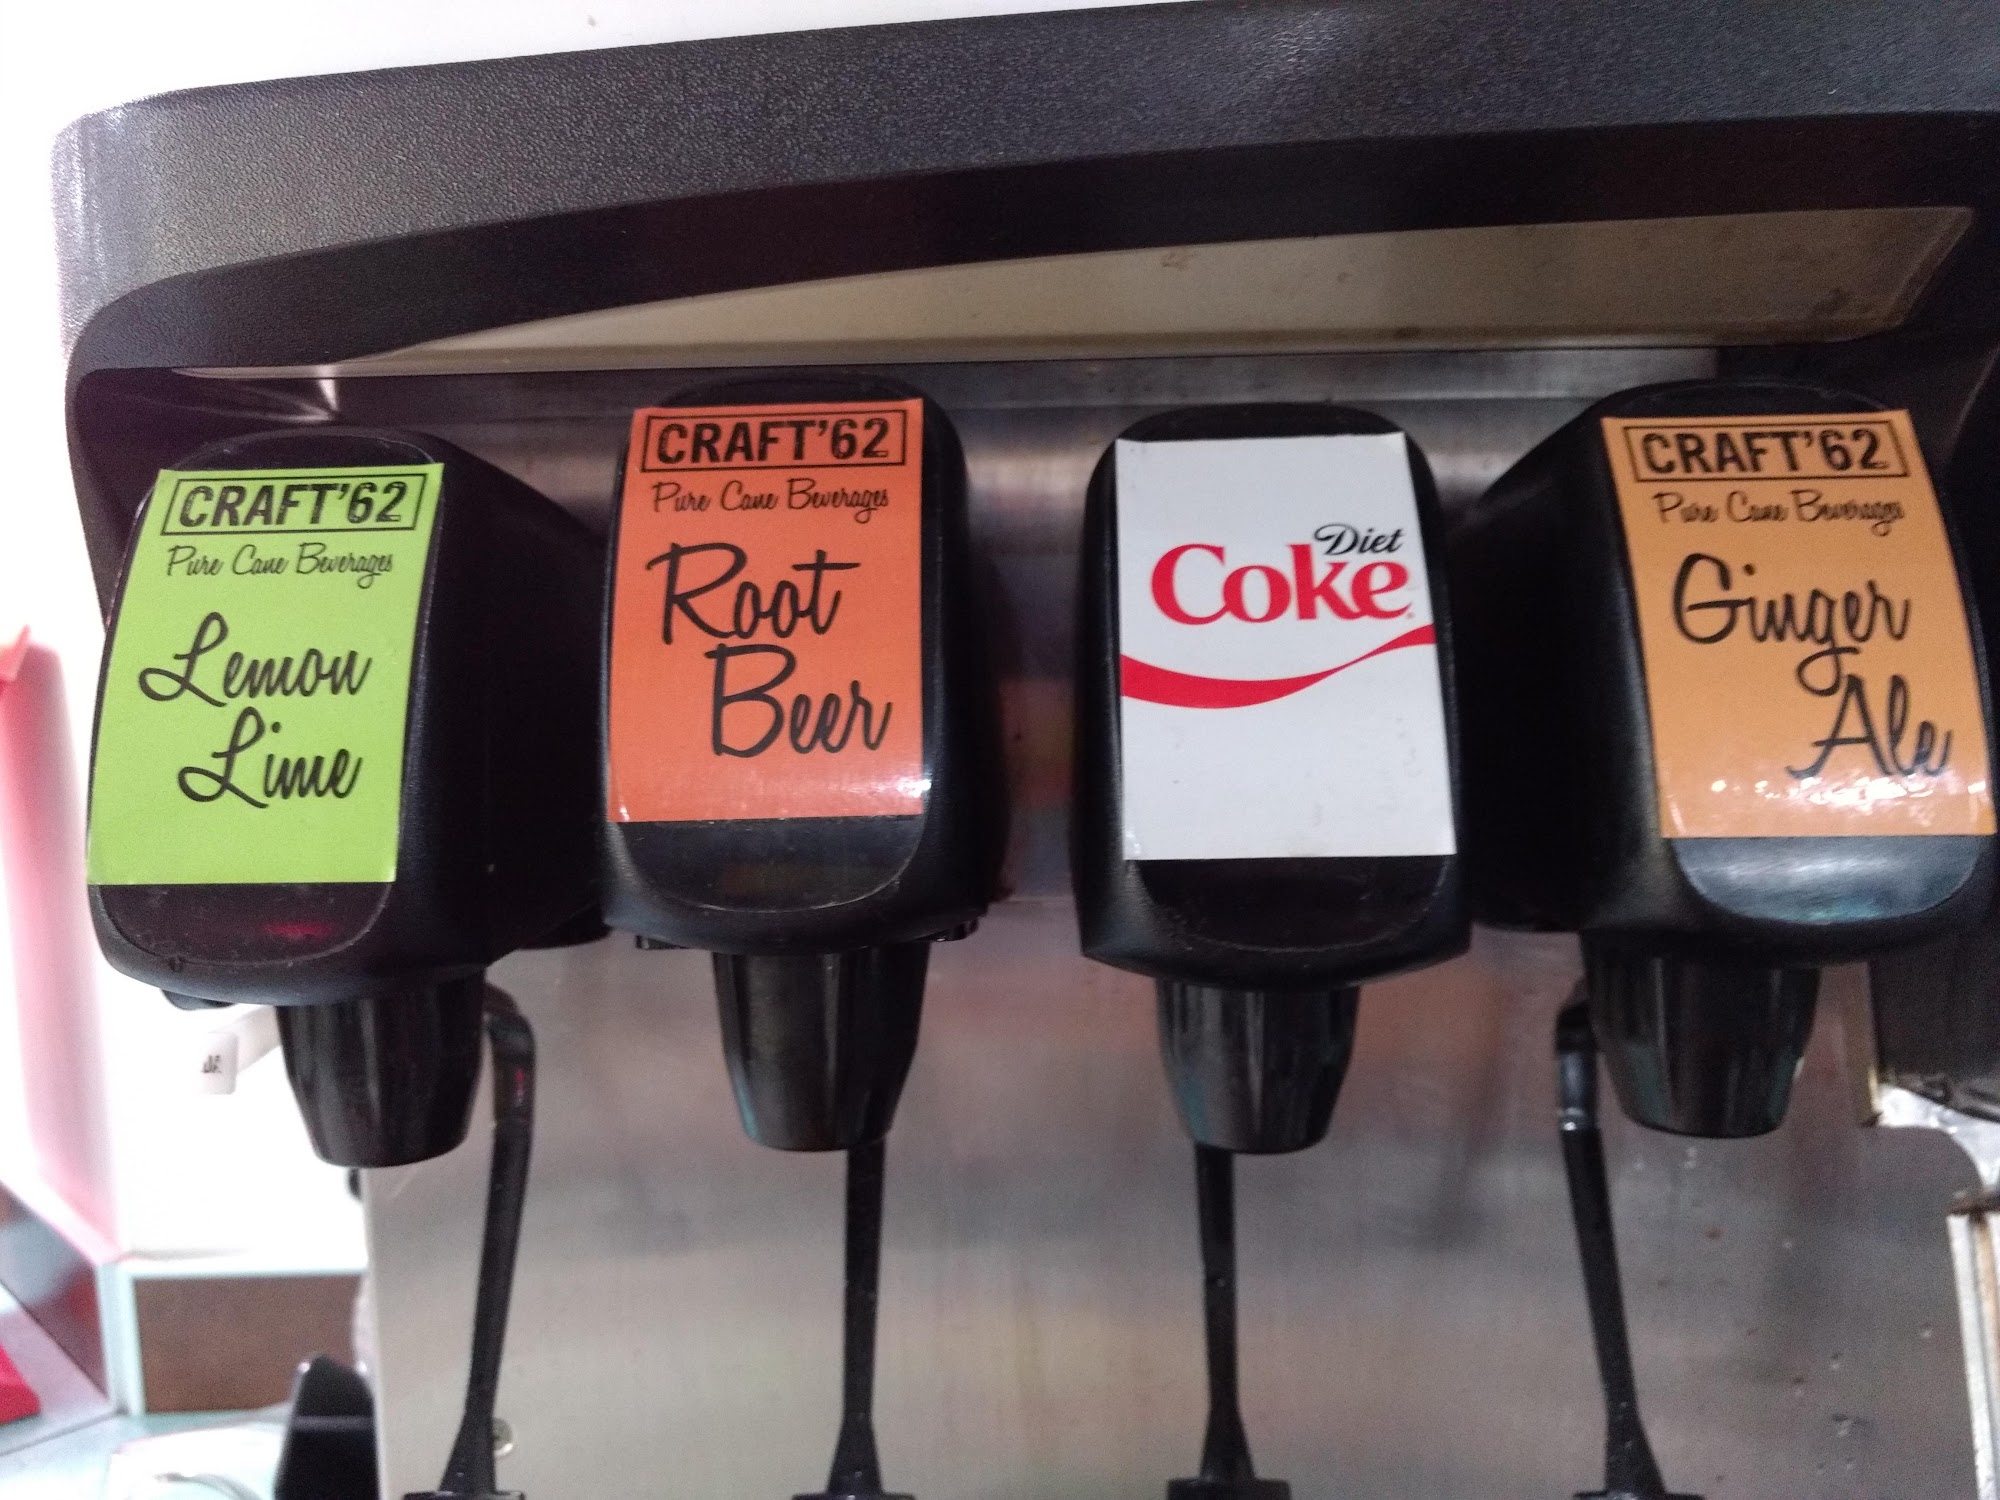 CRAFT'62
Pure Cane Beverages
Lemon
Lime
CRAFT'62
Pure Cane Beverages
Root
Beer
Diet
Coke
CRAFT'62
Pure Cane Beverages
Ginger
Ale